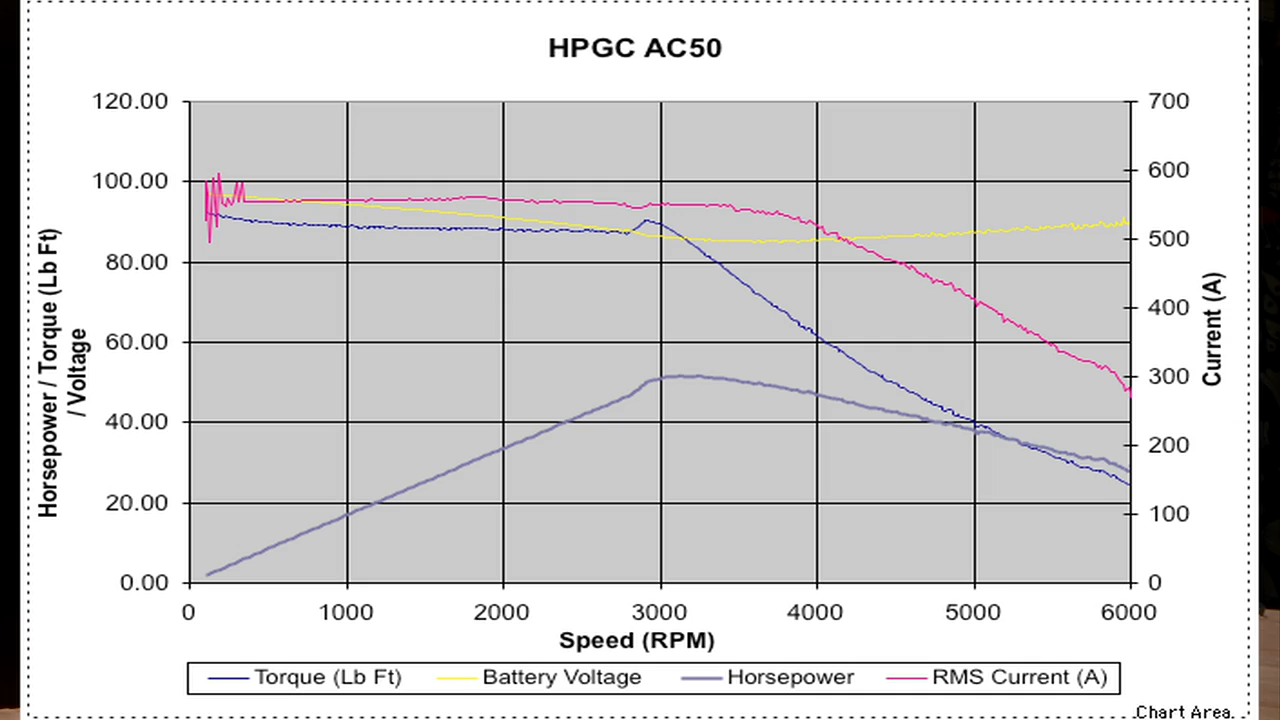 HPGC AC50
120.00
100.00
80.00
60.00
40.00
20.00
0.00
Horsepower / Torque (Lb Ft)
/ Voltage
700
600
500
400
300
200
100
0
Current (A)
0 1000 2000 3000 4000 5000 6000
Speed (RPM)
Torque (Lb Ft) Battery Voltage Horsepower RMS Current (A)
Chart Area